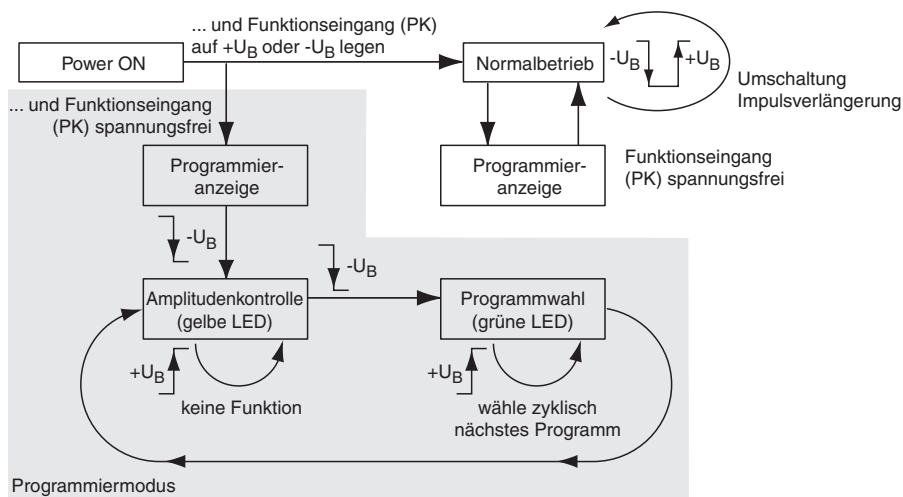 ... und Funktionseingang (PK)
auf +UB oder -UB legen
Power ON
Normalbetrieb
-UB
+UB
Umschaltung
Impulsverlängerung
... und Funktionseingang
(PK) spannungsfrei
Programmier-
anzeige
Programmier-
anzeige
Funktionseingang
(PK) spannungsfrei
-UB
-UB
Amplitudenkontrolle
(gelbe LED)
Programmwahl
(grüne LED)
+UB
keine Funktion
+UB
wähle zyklisch
nächstes Programm
Programmiermodus